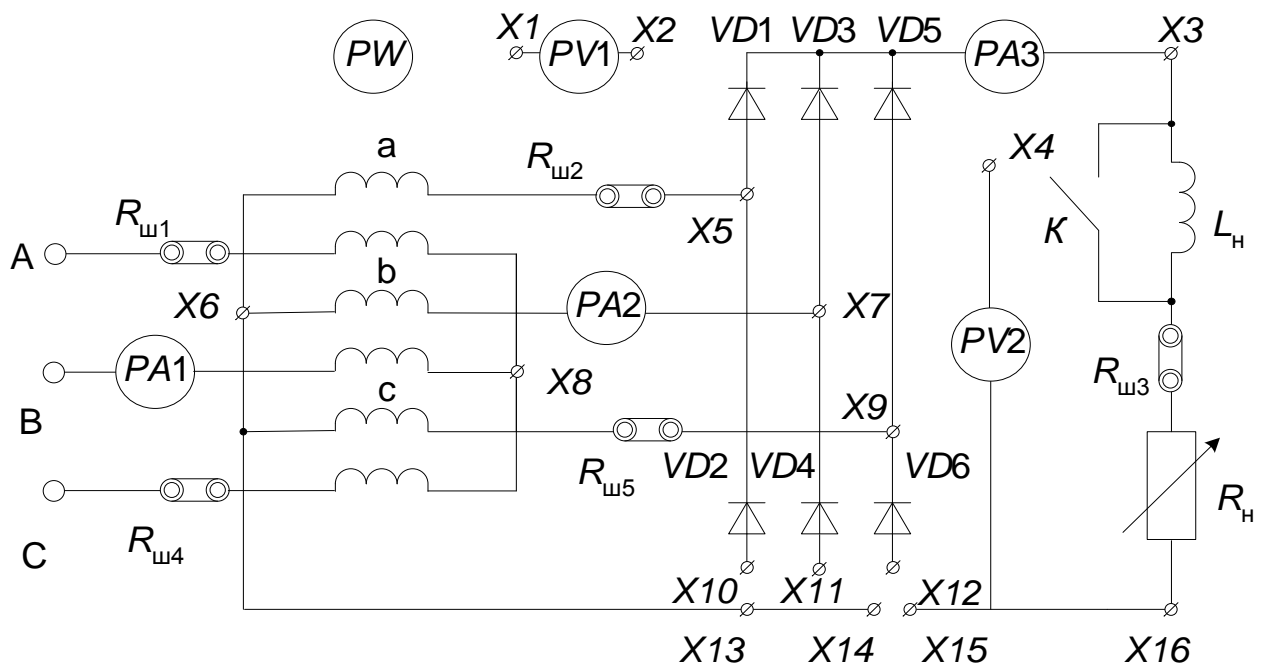 X1 X2 VD1 VD3 VD5 X3
PW PV1 PA3
a
Rш2 X4
Rш1 X5 К Lн
A
b
X6 PA2 X7
PV2
PA1 X8 Rш3
B
c X9
Rш5 VD2 VD4 VD6
Rш4 Rн
C
X10 X11 X12
X13 X14 X15 X16